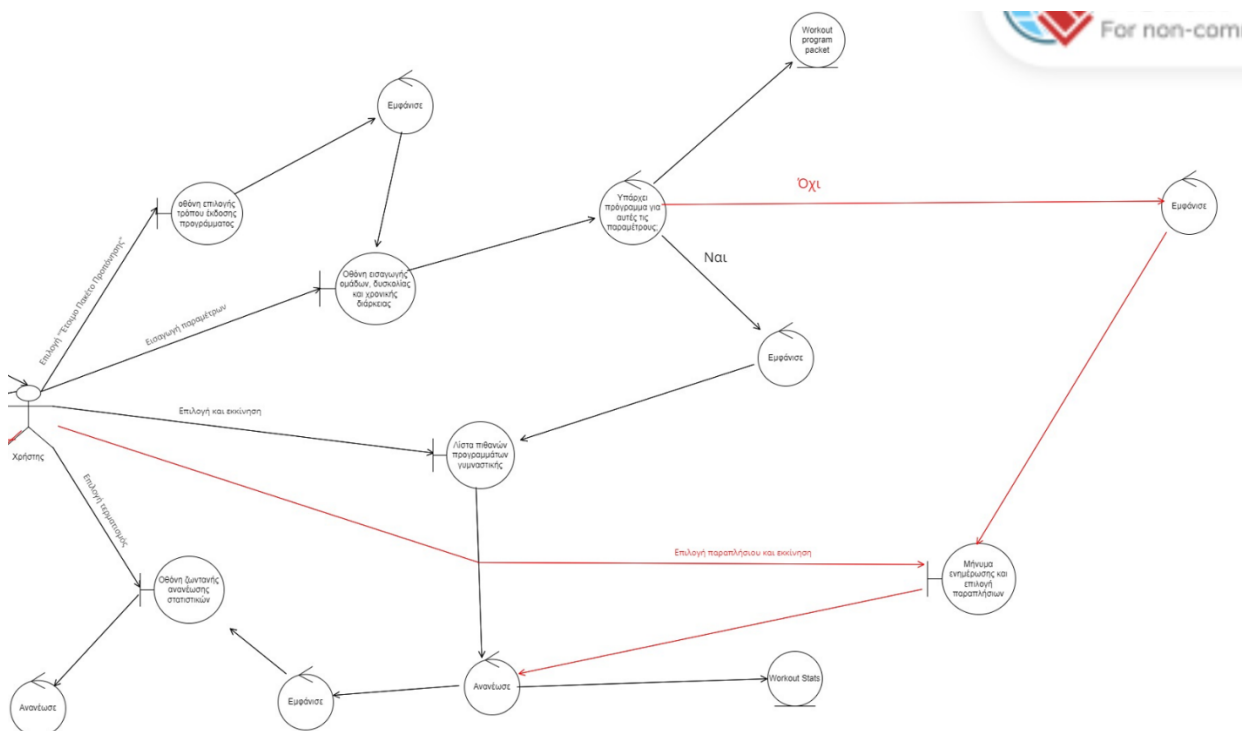 For non-comm
Workout
program
packet
Εμφάνισε
οθόνη επιλογής
τρόπου έκδοσης
προγράμματος
Υπάρχει
πρόγραμμα για
αυτές τις
παραμέτρους;
Όχι
Εμφάνισε
Επιλογή "Έτοιμο Πακέτο Προπόνησης"
Οθόνη εισαγωγής
ομάδων, δυσκολίας
και χρονικής
διάρκειας
Ναι
Εισαγωγή παραμέτρων
Εμφάνισε
Επιλογή και εκκίνηση
Λίστα πιθανών
προγραμμάτων
γυμναστικής
Χρήστης
Επιλογή τερματισμός
Επιλογή παραπλήσιου και εκκίνηση
Οθόνη ζωντανής
ανανέωσης
στατιστικών
Μήνυμα
ενημέρωσης και
επιλογή
παραπλήσιων
Ανανέωσε
Εμφάνισε
Ανανέωσε
Workout Stats